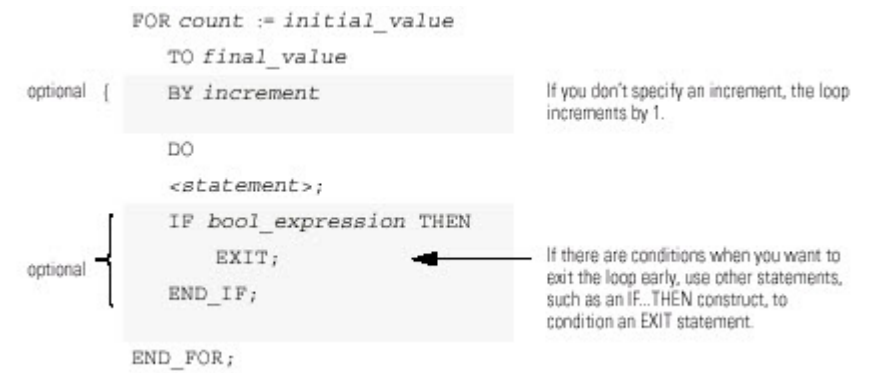 FOR count := initial_value
TO final_value
optional { BY increment
If you don't specify an increment, the loop
increments by 1.
DO
<statement>;
optional { IF bool_expression THEN
EXIT;
END_IF;
If there are conditions when you want to
exit the loop early, use other statements,
such as an IF...THEN construct, to
condition an EXIT statement.
END_FOR;